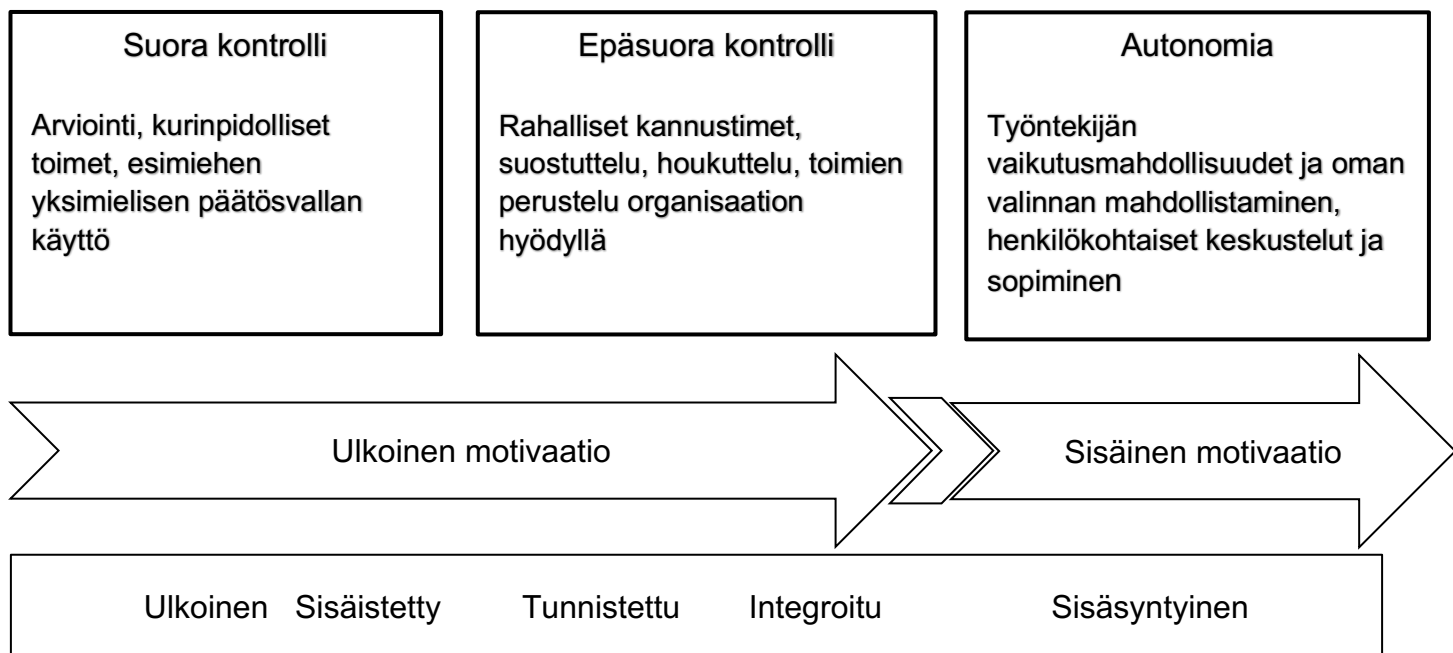 Suora kontrolli
Arviointi, kurinpidolliset
toimet, esimiehen
yksimielisen päätösvallan
käyttö
Epäsuora kontrolli
Rahalliset kannustimet,
suostuttelu, houkuttelu, toimien
perustelu organisaation
hyödyllä
Autonomia
Työntekijän
vaikutusmahdollisuudet ja oman
valinnan mahdollistaminen,
henkilökohtaiset keskustelut ja
sopiminen
Ulkoinen motivaatio
Sisäinen motivaatio
Ulkoinen Sisäistetty Tunnistettu Integroitu Sisäsyntyinen